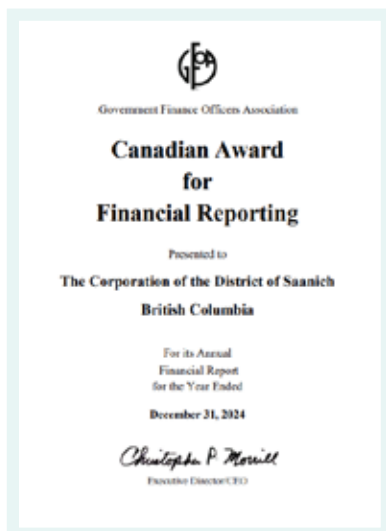 Government Finance Officers Association
Canadian Award
for
Financial Reporting
Presented to
The Corporation of the District of Saanich
British Columbia
For its Annual
Financial Report
for the Year Ended
December 31, 2024
Christopher P. Morrill
Executive Director/CEO